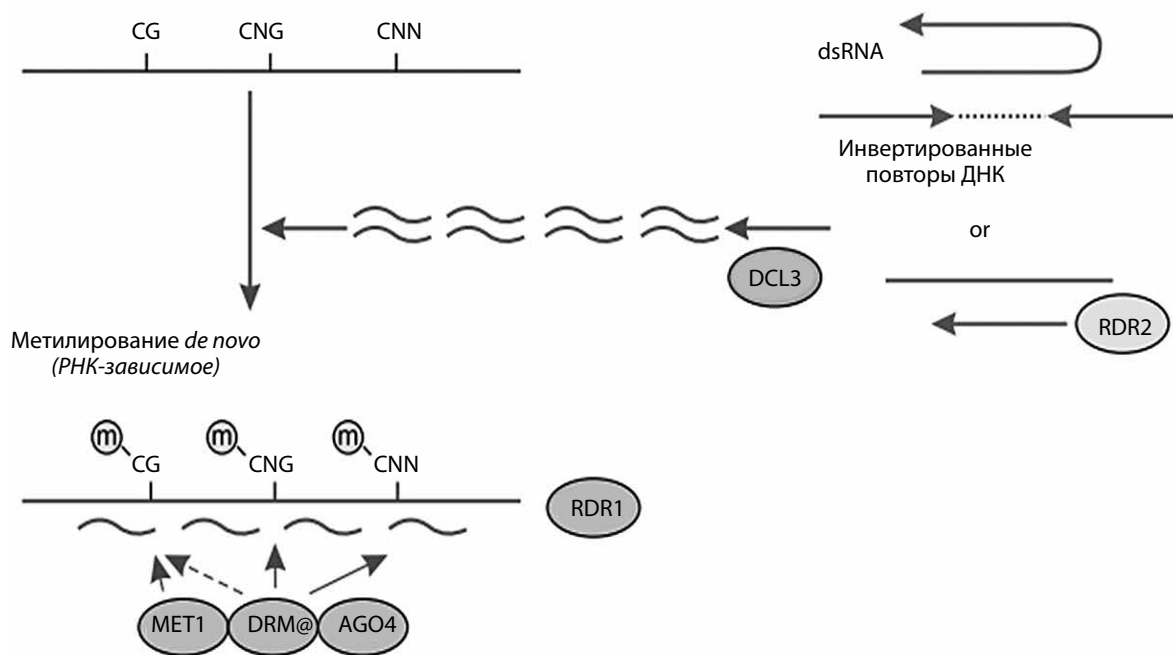 CG CNG CNN
dsRNA
Инвертированные
повторы ДНК
or
DCL3
RDR2
Метилирование de novo
(РНК-зависимое)
m m m
CG CNG CNN
RDR1
MET1 DRM@ AGO4